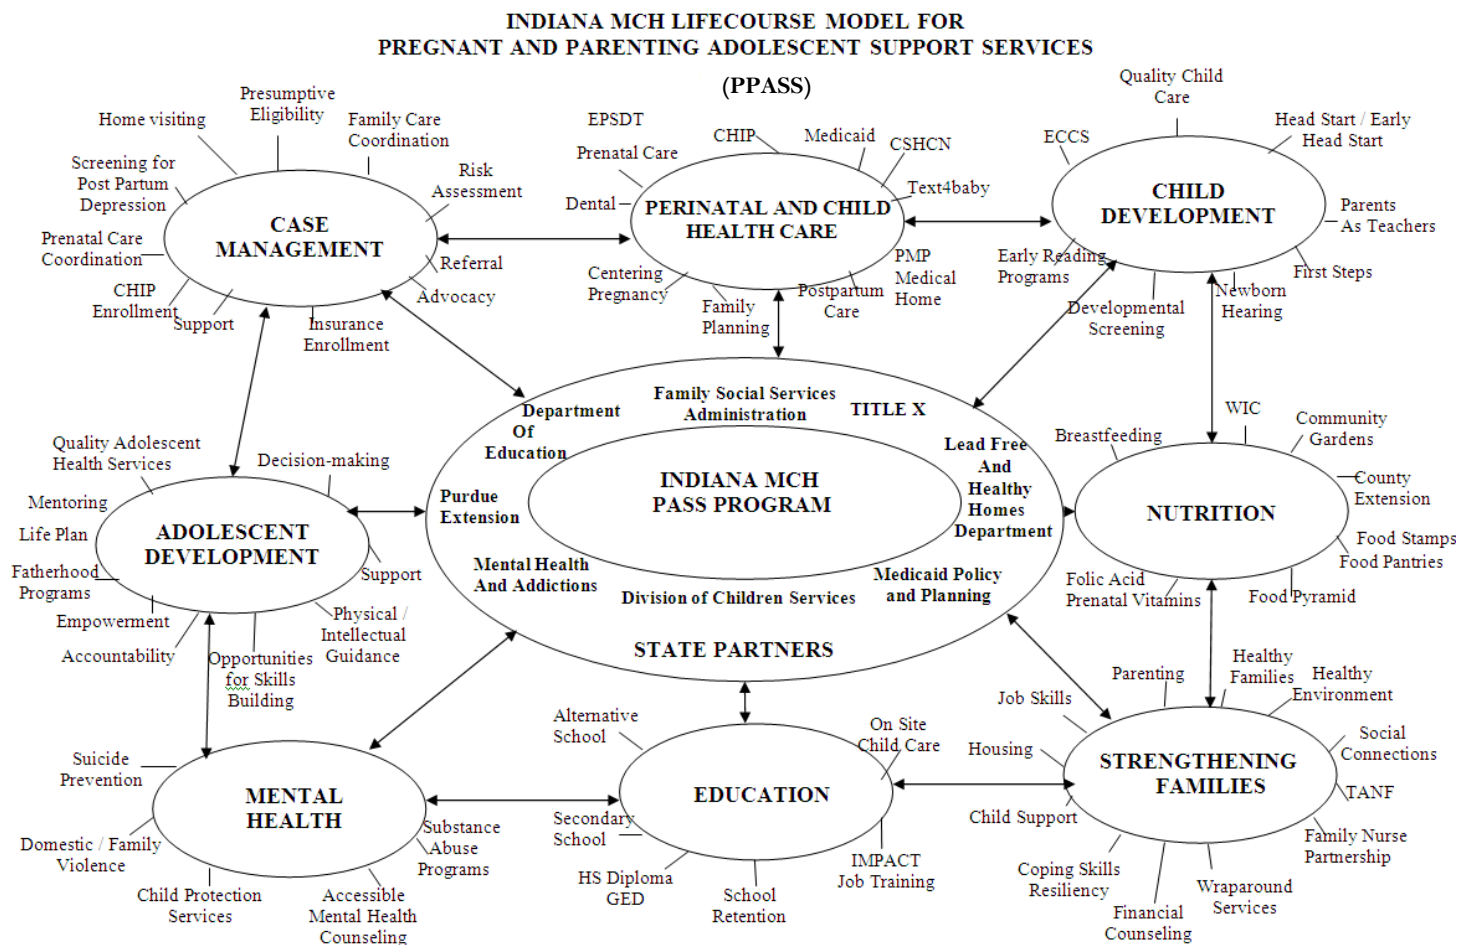 INDIANA MCH LIFECOURSE MODEL FOR
PREGNANT AND PARENTING ADOLESCENT SUPPORT SERVICES
(PPASS)
Home visiting
Presumptive
Eligibility
Family Care
Coordination
Screening for
Post Partum
Depression
Risk
Assessment
CASE
MANAGEMENT
Prenatal Care
Coordination
Referral
CHIP
Enrollment
Advocacy
Support
Insurance
Enrollment
EPSDT
CHIP
Medicaid
Prenatal Care
CSHCN
Dental
Text4baby
PERINATAL AND CHILD
HEALTH CARE
Centering
Pregnancy
Family
Planning
Postpartum
Care
PMP
Medical
Home
Quality Child
Care
ECCS
Head Start / Early
Head Start
CHILD
DEVELOPMENT
Parents
As Teachers
Early Reading
Programs
First Steps
Developmental
Screening
Newborn
Hearing
Department
Of
Education
Family Social Services
Administration
TITLE X
Lead Free
And
Healthy
Homes
Department
INDIANA MCH
PASS PROGRAM
Purdue
Extension
Mental Health
And Addictions
Division of Children Services
Medicaid Policy
and Planning
STATE PARTNERS
Quality Adolescent
Health Services
Decision-making
Mentoring
Life Plan
ADOLESCENT
DEVELOPMENT
Fatherhood
Programs
Support
Empowerment
Physical /
Intellectual
Guidance
Accountability
Opportunities
for Skills
Building
WIC
Breastfeeding
Community
Gardens
County
Extension
NUTRITION
Food Stamps
Food Pantries
Folic Acid
Prenatal Vitamins
Food Pyramid
Suicide
Prevention
MENTAL
HEALTH
Domestic / Family
Violence
Substance
Abuse
Programs
Child Protection
Services
Accessible
Mental Health
Counseling
Alternative
School
On Site
Child Care
EDUCATION
Secondary
School
HS Diploma
GED
School
Retention
IMPACT
Job Training
Parenting
Healthy
Families
Healthy
Environment
Job Skills
Housing
Social
Connections
STRENGTHENING
FAMILIES
Child Support
TANF
Family Nurse
Partnership
Coping Skills
Resiliency
Wraparound
Services
Financial
Counseling